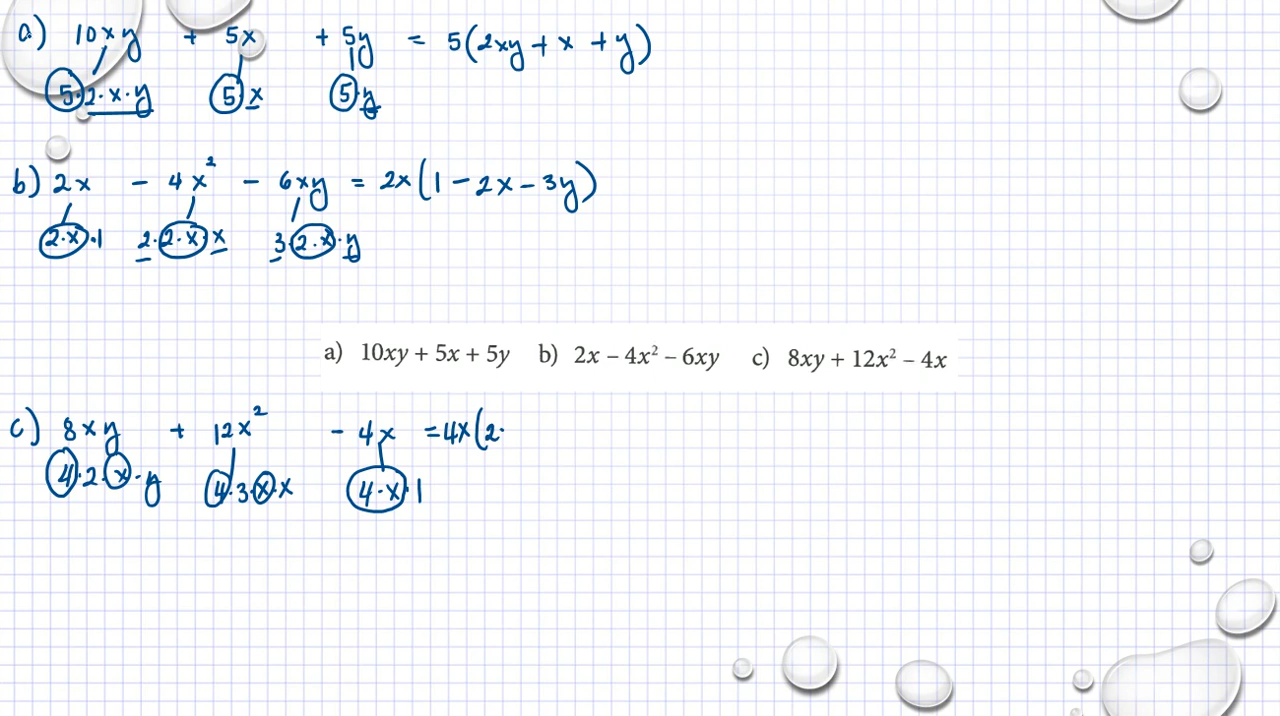 a) 10xy + 5x + 5y = 5(2xy + x + y)
5·2·x·y 5·x 5·y
b) 2x - 4x² - 6xy = 2x(1 - 2x - 3y)
2·x·1 2·2·x·x 3·2·x·y
a) 10xy + 5x + 5y b) 2x – 4x² – 6xy c) 8xy + 12x² – 4x
c) 8xy + 12x² - 4x = 4x(2·
4·2·x·y 4·3·x·x 4·x·1